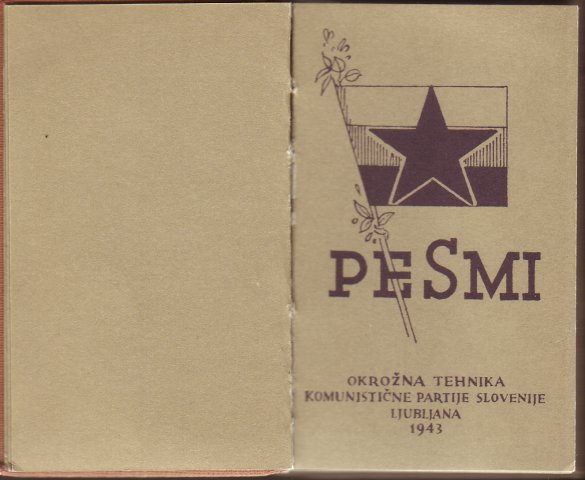 PESMI
OKROŽNA TEHNIKA
KOMUNISTIČNE PARTIJE SLOVENIJE
LJUBLJANA
1943